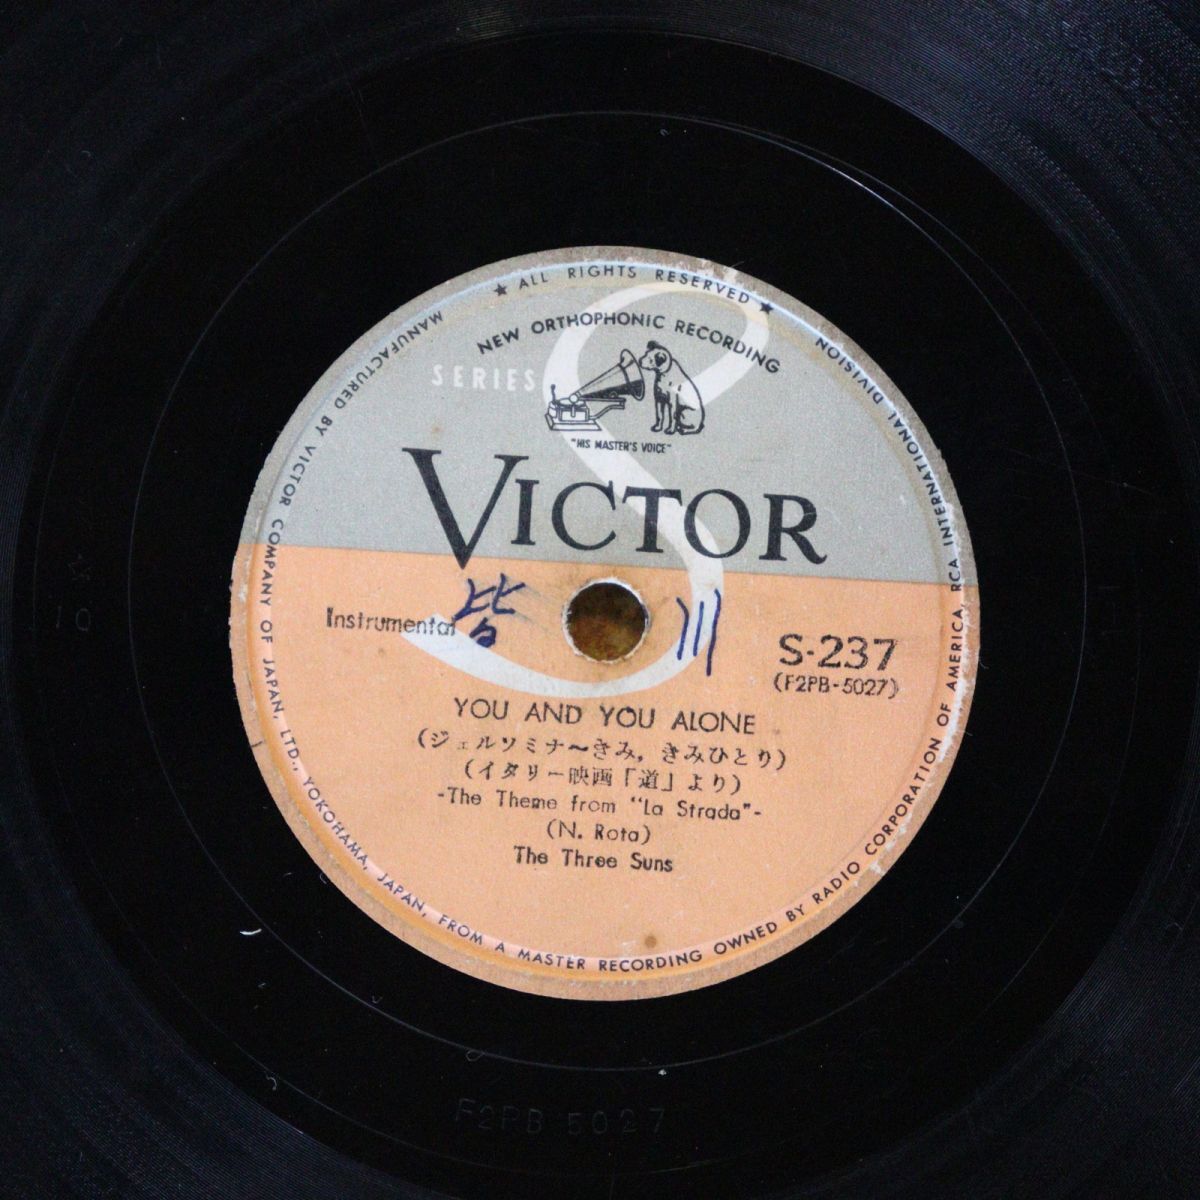 ★ ALL RIGHTS RESERVED ★
NEW ORTHOPHONIC RECORDING
SERIES S
"HIS MASTER'S VOICE"
VICTOR
Instrumental
皆川
S-237
(F2PB-5027)
YOU AND YOU ALONE
(ジェルソミナ〜きみ,きみひとり)
(イタリー映画「道」より)
-The Theme from "La Strada"-
(N. Rota)
The Three Suns
MANUFACTURED BY VICTOR COMPANY OF JAPAN, LTD., YOKOHAMA, JAPAN, FROM A MASTER RECORDING OWNED BY RADIO CORPORATION OF AMERICA, RCA INTERNATIONAL DIVISION
10 ☆
F2PB 5027